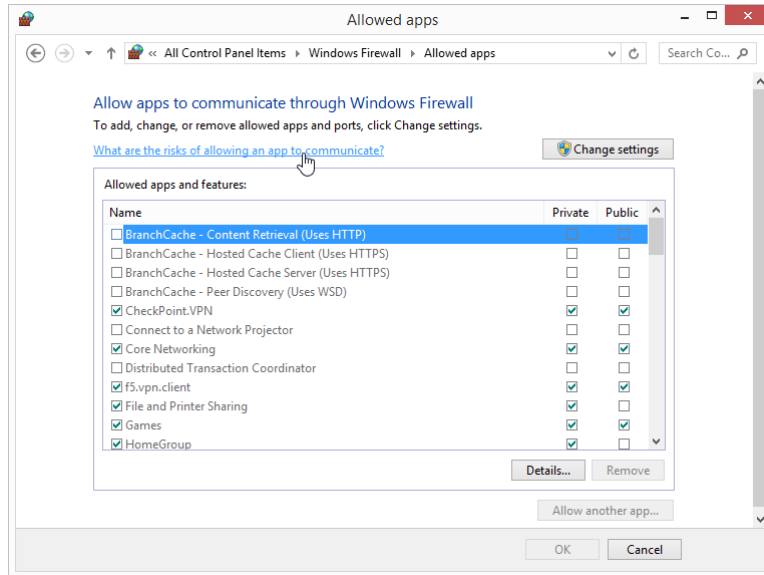 Allowed apps
« All Control Panel Items Windows Firewall Allowed apps Search Co...
Allow apps to communicate through Windows Firewall
To add, change, or remove allowed apps and ports, click Change settings.
What are the risks of allowing an app to communicate? Change settings
Allowed apps and features:
Name Private Public
BranchCache - Content Retrieval (Uses HTTP)
BranchCache - Hosted Cache Client (Uses HTTPS)
BranchCache - Hosted Cache Server (Uses HTTPS)
BranchCache - Peer Discovery (Uses WSD)
CheckPoint.VPN
Connect to a Network Projector
Core Networking
Distributed Transaction Coordinator
f5.vpn.client
File and Printer Sharing
Games
HomeGroup
Details... Remove
Allow another app...
OK Cancel